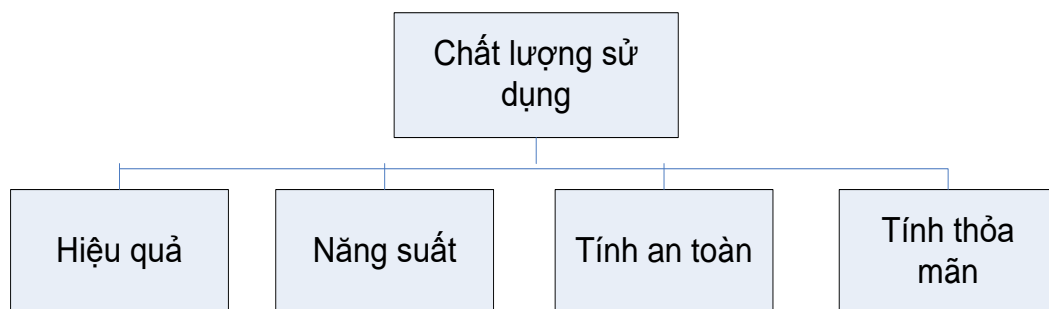 Chất lượng sử
dụng
Hiệu quả
Năng suất
Tính an toàn
Tính thỏa
mãn